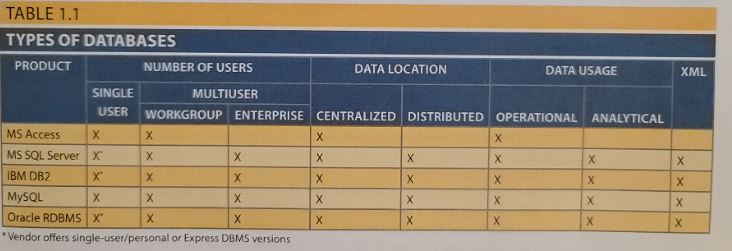 TABLE 1.1
TYPES OF DATABASES
PRODUCT NUMBER OF USERS DATA LOCATION DATA USAGE XML
SINGLE USER MULTIUSER
WORKGROUP ENTERPRISE CENTRALIZED DISTRIBUTED OPERATIONAL ANALYTICAL
MS Access X X X X
MS SQL Server X* X X X X X X X
IBM DB2 X* X X X X X X X
MySQL X X X X X X X X
Oracle RDBMS X* X X X X X X X
* Vendor offers single-user/personal or Express DBMS versions